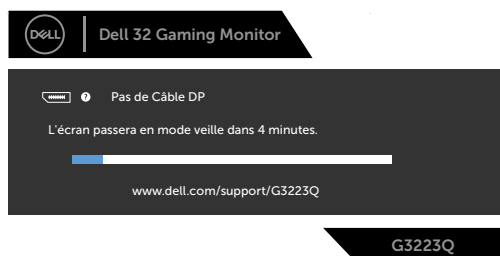 DELL
Dell 32 Gaming Monitor
? Pas de Câble DP
L'écran passera en mode veille dans 4 minutes.
www.dell.com/support/G3223Q
G3223Q